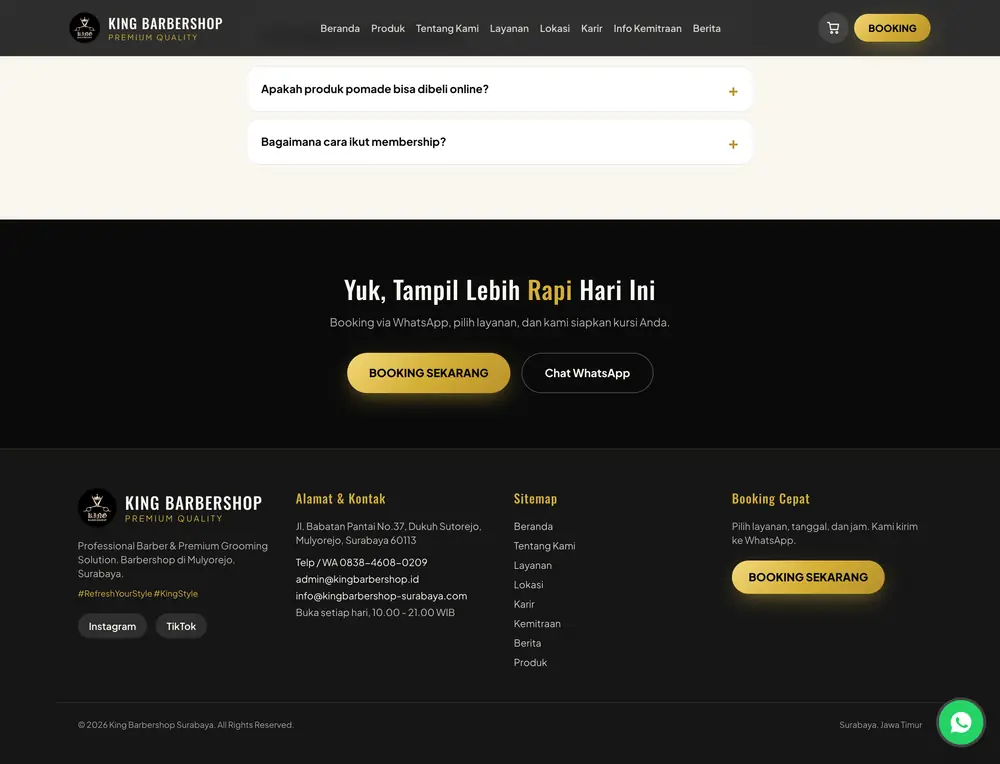 KING BARBERSHOP
PREMIUM QUALITY
Beranda Produk Tentang Kami Layanan Lokasi Karir Info Kemitraan Berita
BOOKING
Apakah produk pomade bisa dibeli online?
+
Bagaimana cara ikut membership?
+
Yuk, Tampil Lebih Rapi Hari Ini
Booking via WhatsApp, pilih layanan, dan kami siapkan kursi Anda.
BOOKING SEKARANG
Chat WhatsApp
KING
KING BARBERSHOP
PREMIUM QUALITY
Professional Barber & Premium Grooming
Solution. Barbershop di Mulyorejo,
Surabaya.
#RefreshYourStyle #KingStyle
Instagram
TikTok
Alamat & Kontak
Jl. Babatan Pantai No.37, Dukuh Sutorejo,
Mulyorejo, Surabaya 60113
Telp / WA 0838-4608-0209
admin@kingbarbershop.id
info@kingbarbershop-surabaya.com
Buka setiap hari, 10.00 - 21.00 WIB
Sitemap
Beranda
Tentang Kami
Layanan
Lokasi
Karir
Kemitraan
Berita
Produk
Booking Cepat
Pilih layanan, tanggal, dan jam. Kami kirim
ke WhatsApp.
BOOKING SEKARANG
© 2026 King Barbershop Surabaya. All Rights Reserved.
Surabaya, Jawa Timur